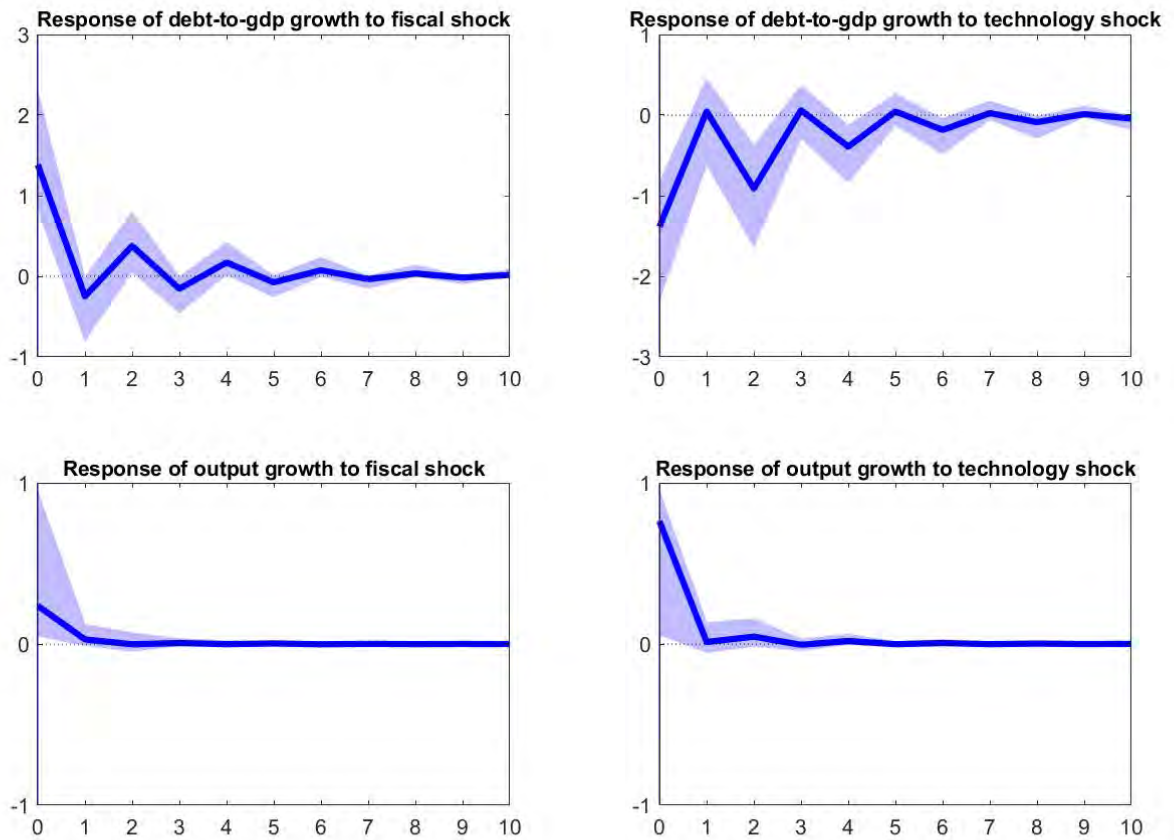 Response of debt-to-gdp growth to fiscal shock
3
2
1
0
-1
0 1 2 3 4 5 6 7 8 9 10
Response of debt-to-gdp growth to technology shock
1
0
-1
-2
-3
0 1 2 3 4 5 6 7 8 9 10
Response of output growth to fiscal shock
1
0
-1
0 1 2 3 4 5 6 7 8 9 10
Response of output growth to technology shock
1
0
-1
0 1 2 3 4 5 6 7 8 9 10